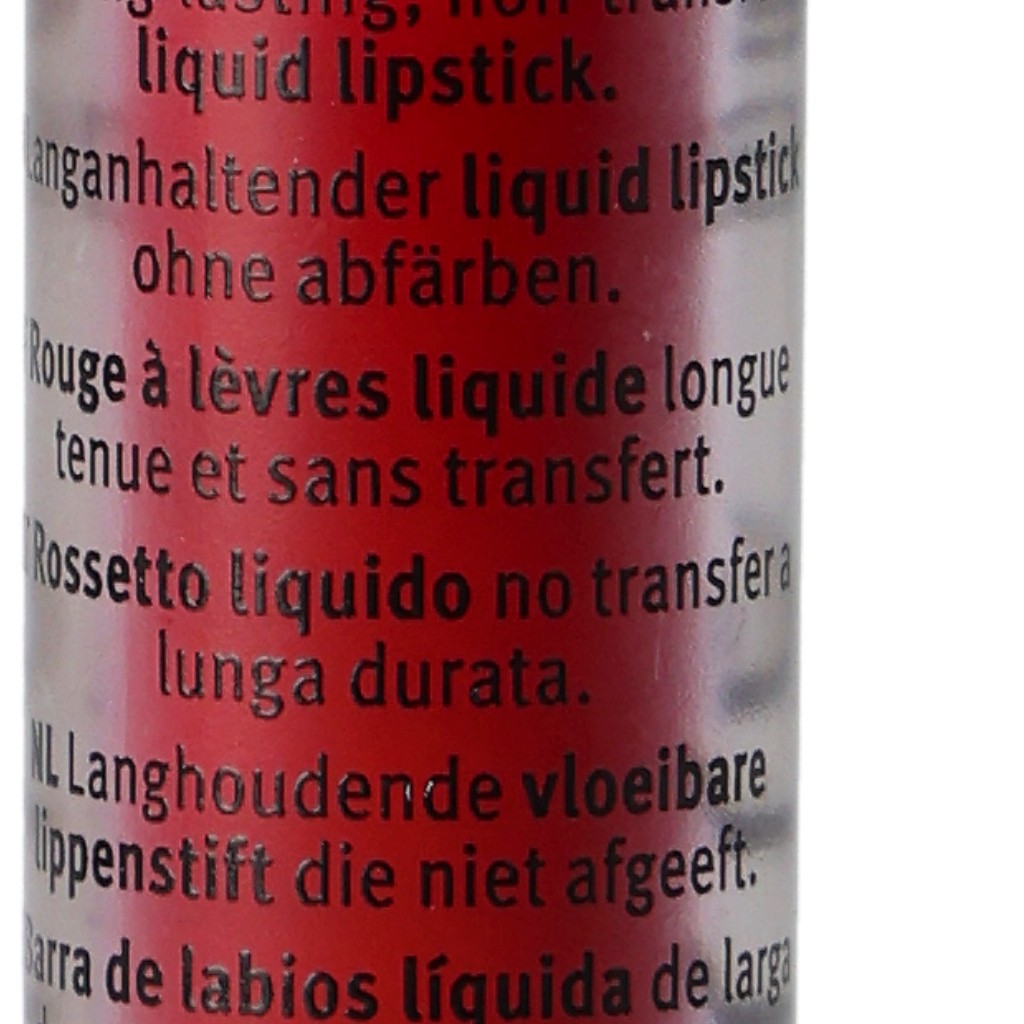 liquid lipstick.
Langanhaltender liquid lipstick
ohne abfärben.
Rouge à lèvres liquide longue
tenue et sans transfert.
Rossetto liquido no transfer a
lunga durata.
NL Langhoudende vloeibare
lippenstift die niet afgeeft.
Barra de labios líquida de larga